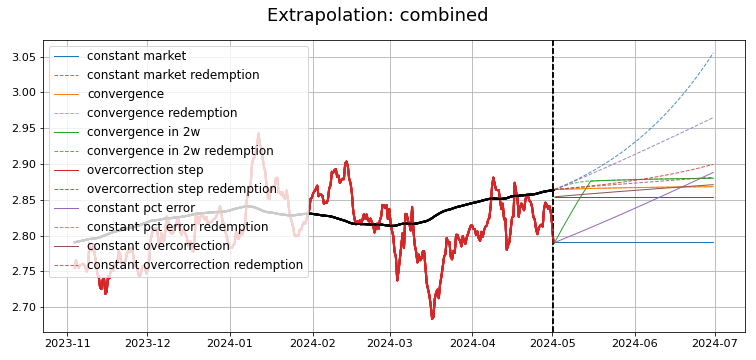 Extrapolation: combined
3.05
3.00
2.95
2.90
2.85
2.80
2.75
2.70
constant market
constant market redemption
convergence
convergence redemption
convergence in 2w
convergence in 2w redemption
overcorrection step
overcorrection step redemption
constant pct error
constant pct error redemption
constant overcorrection
constant overcorrection redemption
2023-11 2023-12 2024-01 2024-02 2024-03 2024-04 2024-05 2024-06 2024-07